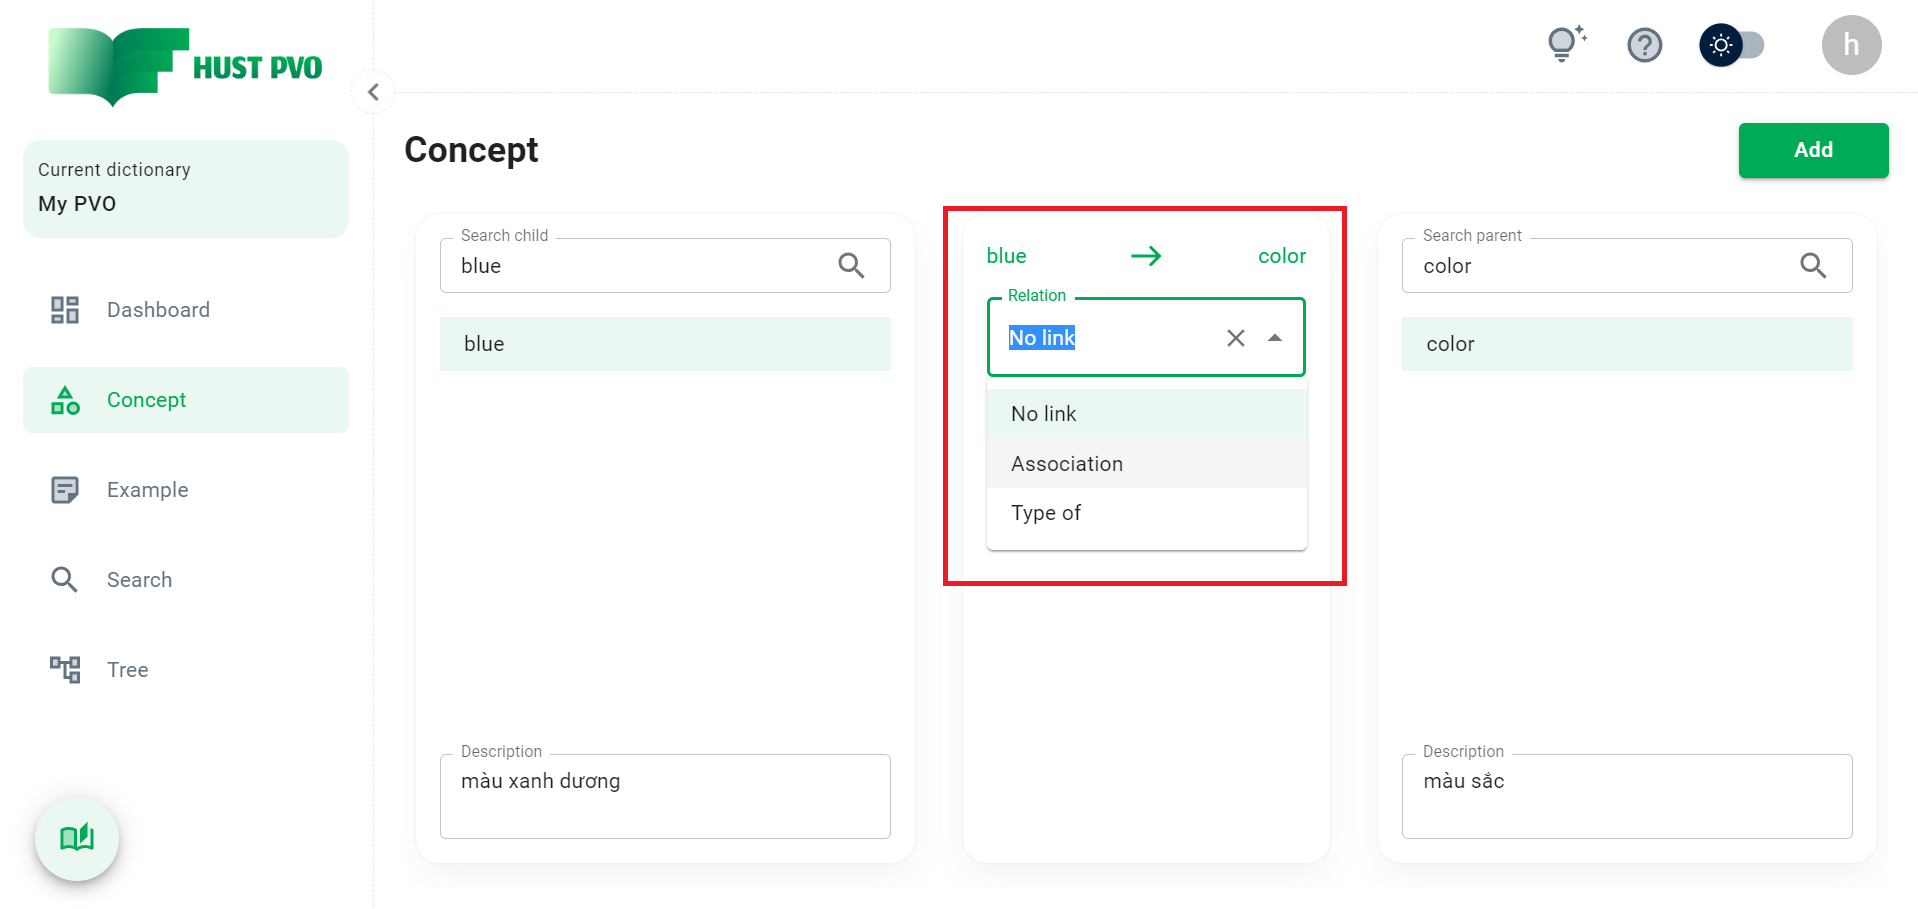 HUST PVO
h
Current dictionary
My PVO
Dashboard
Concept
Example
Search
Tree
Concept
Add
Search child
blue
blue
Description
màu xanh dương
blue
color
Relation
No link
No link
Association
Type of
Search parent
color
color
Description
màu sắc